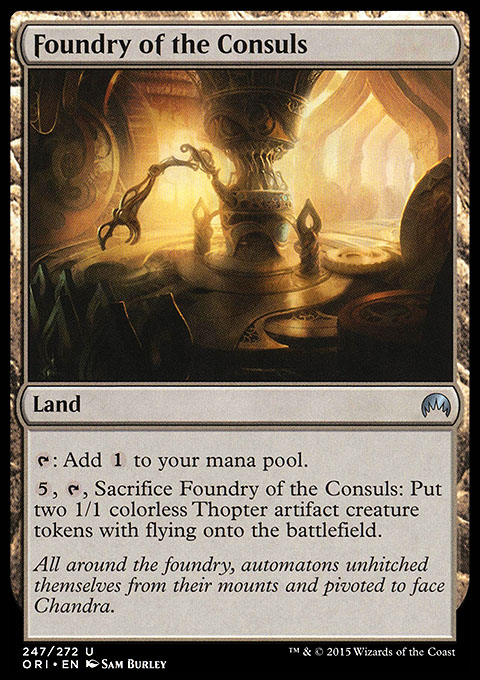 Foundry of the Consuls
Land
: Add 1 to your mana pool.
5, , Sacrifice Foundry of the Consuls: Put
two 1/1 colorless Thopter artifact creature
tokens with flying onto the battlefield.
All around the foundry, automatons unhitched
themselves from their mounts and pivoted to face
Chandra.
247/272 U
ORI • EN Sam Burley
™ & © 2015 Wizards of the Coast